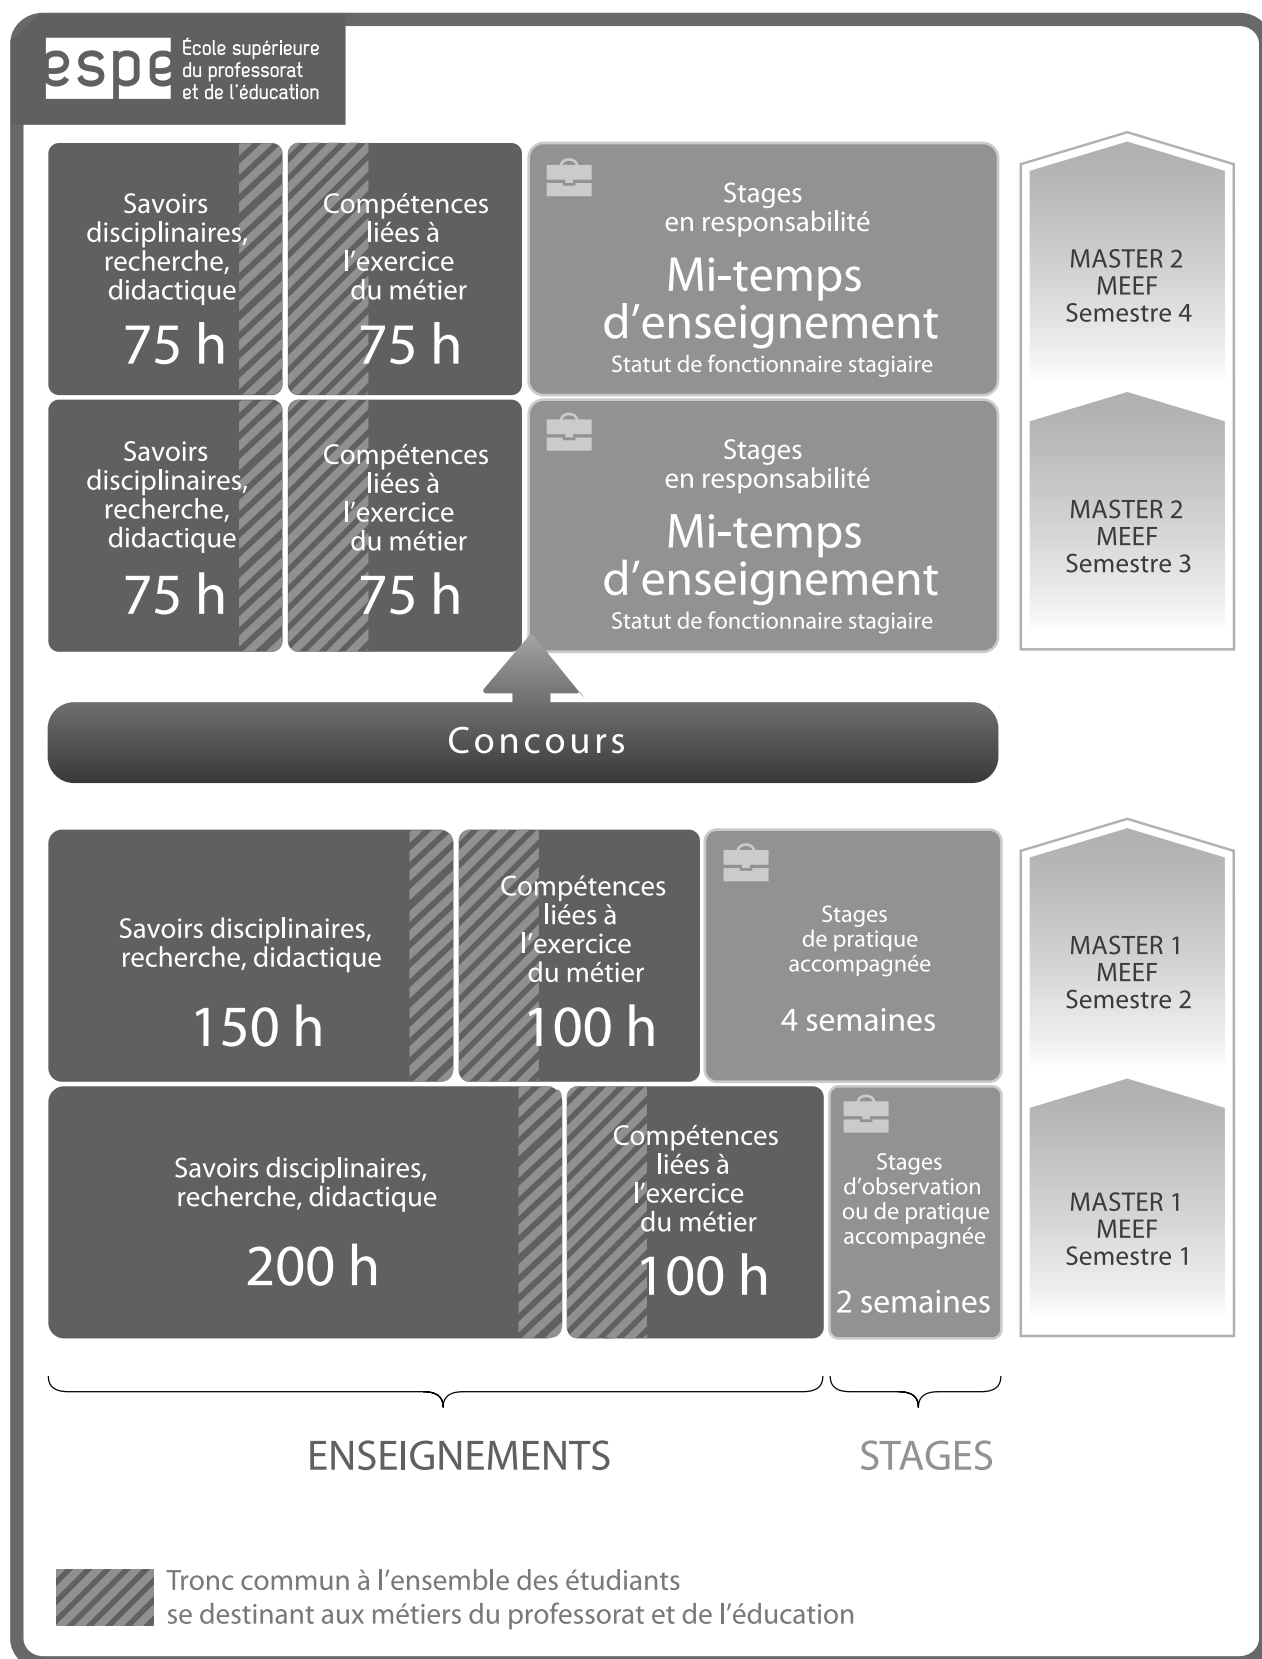 espe
École supérieure
du professorat
et de l'éducation
Savoirs
disciplinaires,
recherche,
didactique
75 h
Compétences
liées à
l'exercice
du métier
75 h
Stages
en responsabilité
Mi-temps
d'enseignement
Statut de fonctionnaire stagiaire
MASTER 2
MEEF
Semestre 4
Savoirs
disciplinaires,
recherche,
didactique
75 h
Compétences
liées à
l'exercice
du métier
75 h
Stages
en responsabilité
Mi-temps
d'enseignement
Statut de fonctionnaire stagiaire
MASTER 2
MEEF
Semestre 3
Concours
Savoirs disciplinaires,
recherche, didactique
150 h
Compétences
liées à
l'exercice
du métier
100 h
Stages
de pratique
accompagnée
4 semaines
MASTER 1
MEEF
Semestre 2
Savoirs disciplinaires,
recherche, didactique
200 h
Compétences
liées à
l'exercice
du métier
100 h
Stages
d'observation
ou de pratique
accompagnée
2 semaines
MASTER 1
MEEF
Semestre 1
ENSEIGNEMENTS
STAGES
Tronc commun à l'ensemble des étudiants
se destinant aux métiers du professorat et de l'éducation